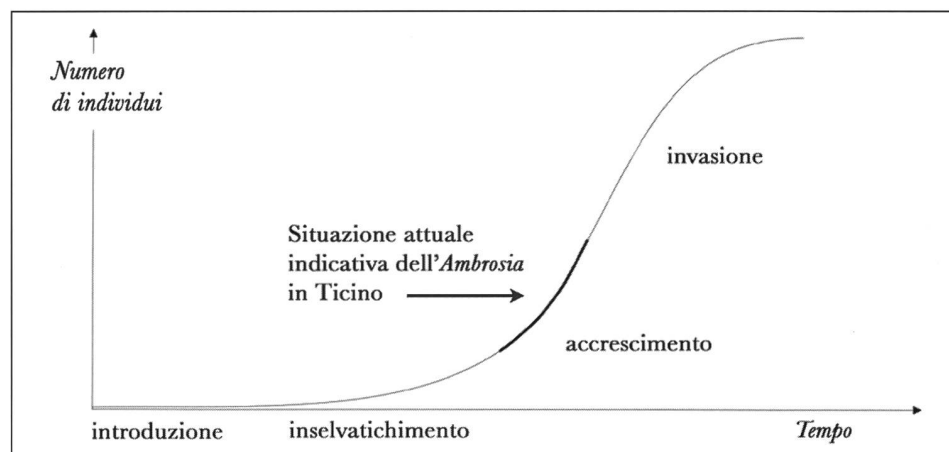 Numero
di individui
invasione
Situazione attuale
indicativa dell'Ambrosia
in Ticino
accrescimento
introduzione
inselvatichimento
Tempo